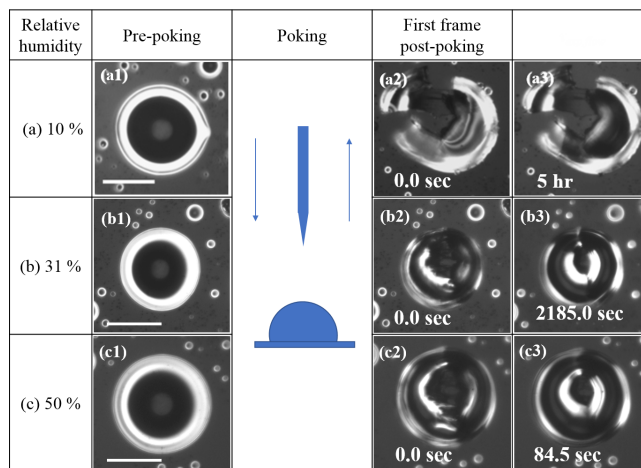 Relative humidity
Pre-poking
Poking
First frame post-poking
(a) 10 %
(a1)
(a2)
0.0 sec
(a3)
5 hr
(b) 31 %
(b1)
(b2)
0.0 sec
(b3)
2185.0 sec
(c) 50 %
(c1)
(c2)
0.0 sec
(c3)
84.5 sec